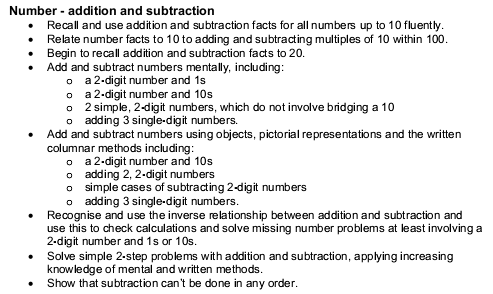 Number - addition and subtraction
• Recall and use addition and subtraction facts for all numbers up to 10 fluently.
• Relate number facts to 10 to adding and subtracting multiples of 10 within 100.
• Begin to recall addition and subtraction facts to 20.
• Add and subtract numbers mentally, including:
o a 2-digit number and 1s
o a 2-digit number and 10s
o 2 simple, 2-digit numbers, which do not involve bridging a 10
o adding 3 single-digit numbers.
• Add and subtract numbers using objects, pictorial representations and the written
columnar methods including:
o a 2-digit number and 10s
o adding 2, 2-digit numbers
o simple cases of subtracting 2-digit numbers
o adding 3 single-digit numbers.
• Recognise and use the inverse relationship between addition and subtraction and
use this to check calculations and solve missing number problems at least involving a
2-digit number and 1s or 10s.
• Solve simple 2-step problems with addition and subtraction, applying increasing
knowledge of mental and written methods.
• Show that subtraction can't be done in any order.